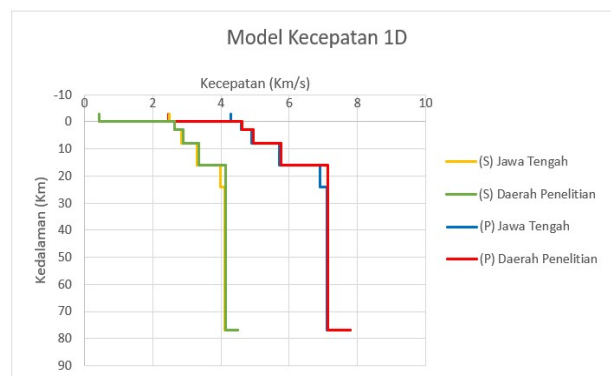 Model Kecepatan 1D
Kecepatan (Km/s)
0 2 4 6 8 10
-10
0
10
20
30
40
50
60
70
80
90
Kedalaman (Km)
(S) Jawa Tengah
(S) Daerah Penelitian
(P) Jawa Tengah
(P) Daerah Penelitian